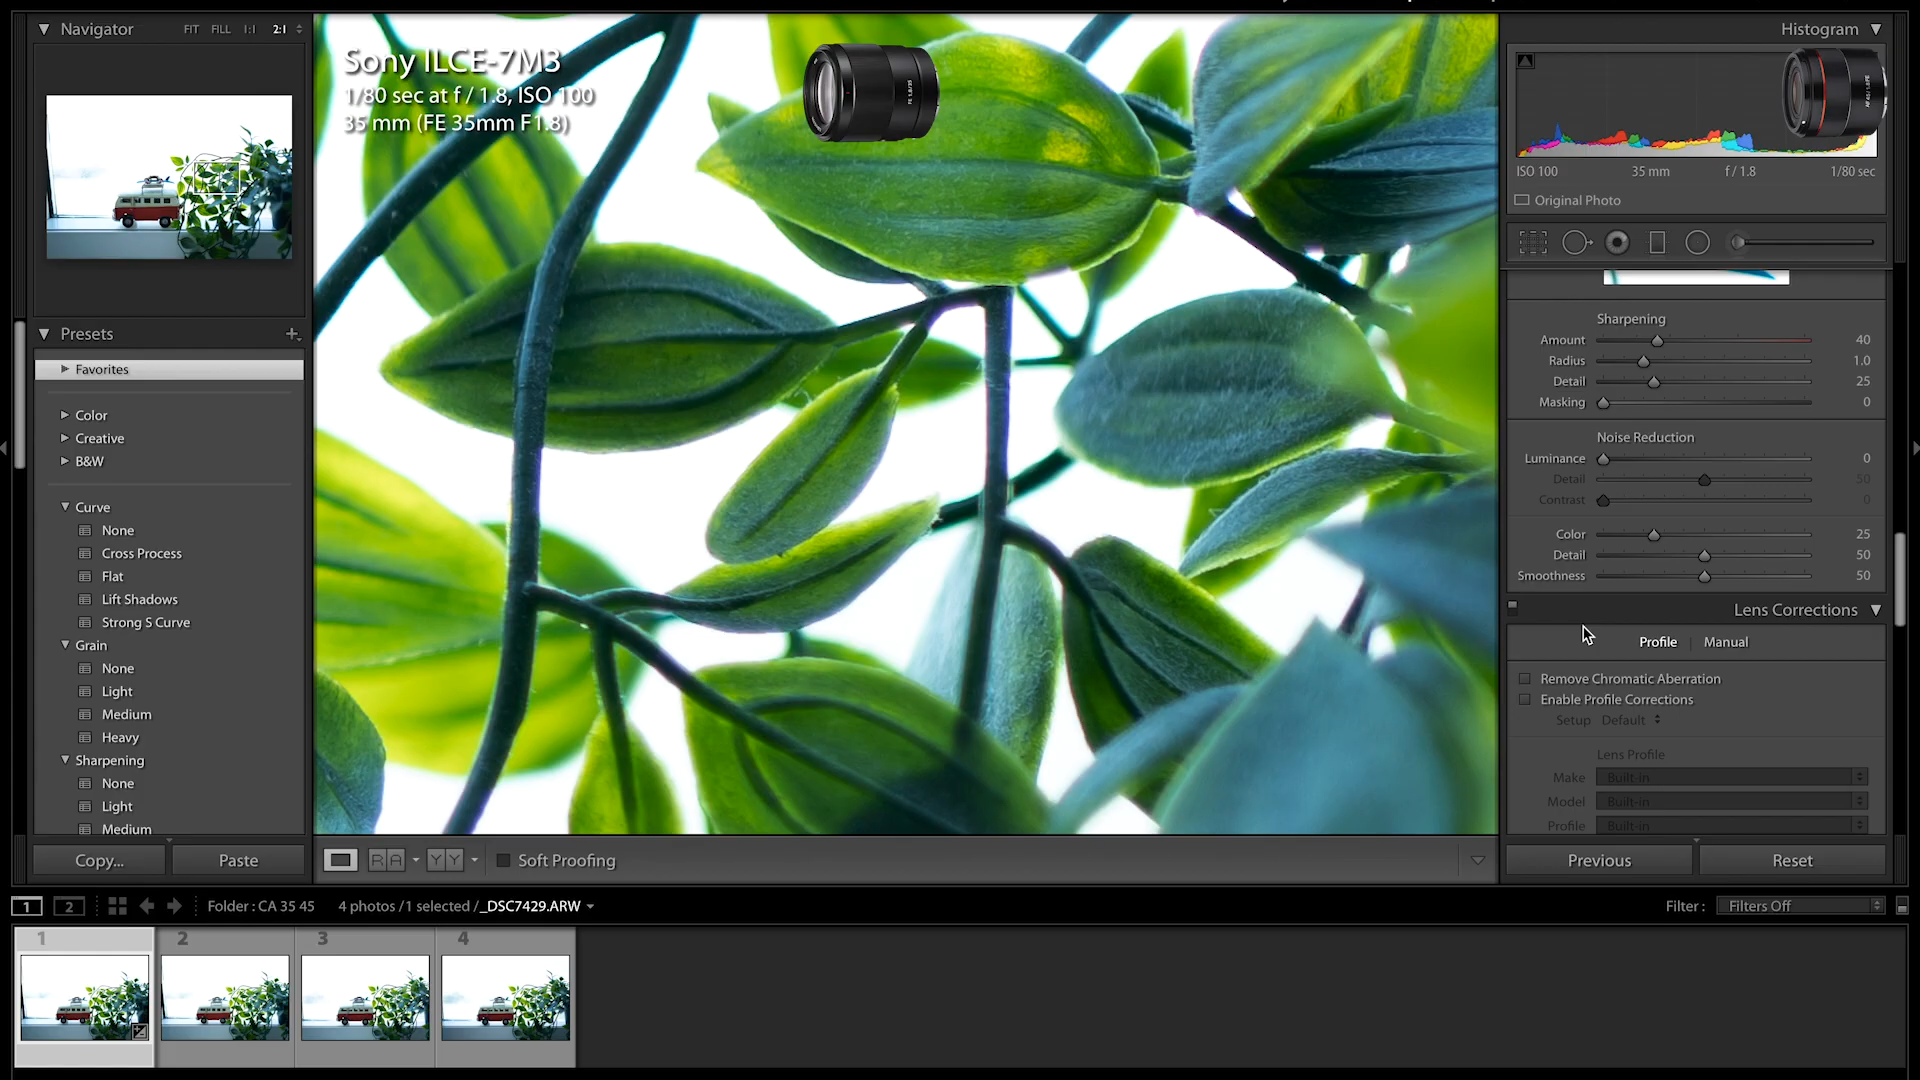 Navigator
FIT FILL 1:1 2:1
Presets
Favorites
Color
Creative
B&W
Curve
None
Cross Process
Flat
Lift Shadows
Strong S Curve
Grain
None
Light
Medium
Heavy
Sharpening
None
Light
Medium
Copy... Paste
Sony ILCE-7M3
1/80 sec at f / 1.8, ISO 100
35 mm (FE 35mm F1.8)
FE 1.8/35
R A Y Y Soft Proofing
Histogram
ISO 100 35 mm f / 1.8 1/80 sec
Original Photo
Sharpening
Amount 40
Radius 1.0
Detail 25
Masking 0
Noise Reduction
Luminance 0
Detail 50
Contrast 0
Color 25
Detail 50
Smoothness 50
Lens Corrections
Profile | Manual
Remove Chromatic Aberration
Enable Profile Corrections
Setup Default
Lens Profile
Make Built-in
Model Built-in
Profile Built-in
Previous Reset
1 2 Folder : CA 35 45 4 photos / 1 selected / _DSC7429.ARW Filter : Filters Off
1 2 3 4